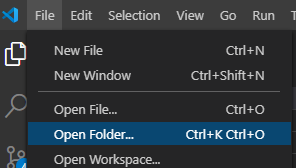 File Edit Selection View Go Run
New File Ctrl+N
New Window Ctrl+Shift+N
Open File... Ctrl+O
Open Folder... Ctrl+K Ctrl+O
Open Workspace...